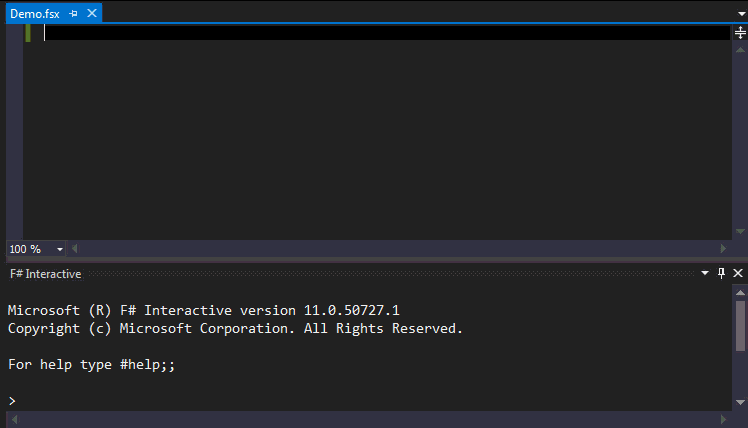 Demo.fsx
100 %
F# Interactive
Microsoft (R) F# Interactive version 11.0.50727.1
Copyright (c) Microsoft Corporation. All Rights Reserved.
For help type #help;;
>